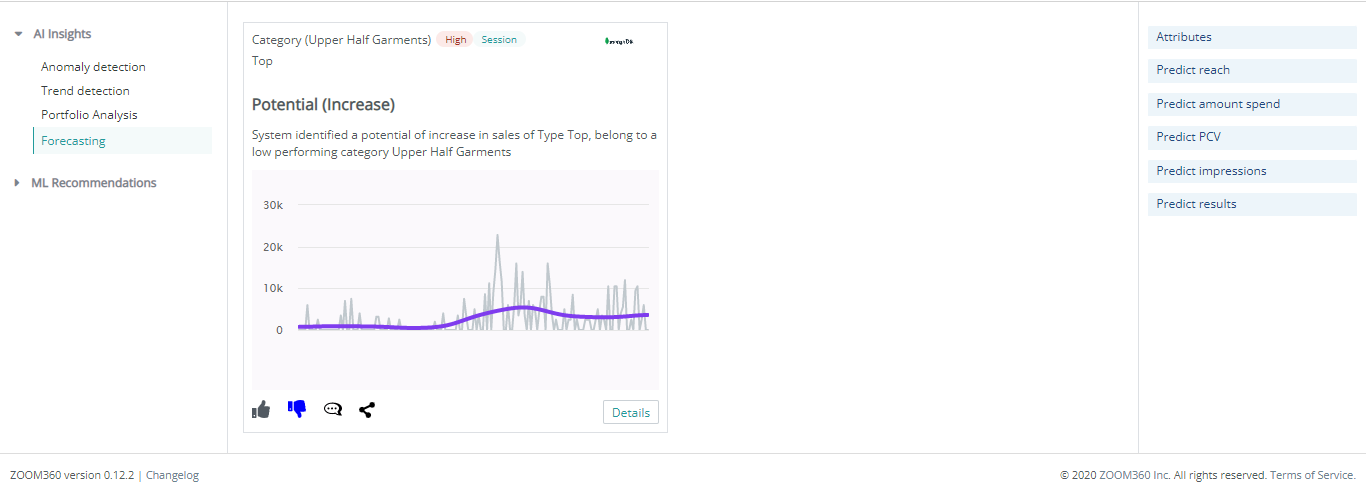 AI Insights
Anomaly detection
Trend detection
Portfolio Analysis
Forecasting
ML Recommendations
Category (Upper Half Garments) High Session
Top
Potential (Increase)
System identified a potential of increase in sales of Type Top, belong to a
low performing category Upper Half Garments
30k
20k
10k
0
Details
Attributes
Predict reach
Predict amount spend
Predict PCV
Predict impressions
Predict results
ZOOM360 version 0.12.2 | Changelog
© 2020 ZOOM360 Inc. All rights reserved. Terms of Service.